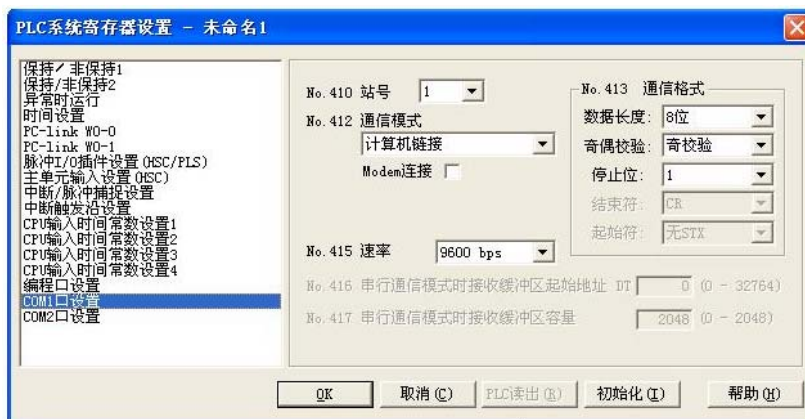 PLC系统寄存器设置 - 未命名1
保持/非保持1
保持/非保持2
异常时运行
时间设置
PC-link W0-0
PC-link W0-1
脉冲I/O插件设置(HSC/PLS)
主单元输入设置(HSC)
中断/脉冲捕捉设置
中断触发沿设置
CPU输入时间常数设置1
CPU输入时间常数设置2
CPU输入时间常数设置3
CPU输入时间常数设置4
编程口设置
COM1口设置
COM2口设置
No.410 站号 1
No.412 通信模式
计算机链接
Modem连接
No.413 通信格式
数据长度: 8位
奇偶校验: 奇校验
停止位: 1
结束符: CR
起始符: 无STX
No.415 速率 9600 bps
No.416 串行通信模式时接收缓冲区起始地址 DT 0 (0 - 32764)
No.417 串行通信模式时接收缓冲区容量 2048 (0 - 2048)
OK 取消(C) PLC读出(R) 初始化(I) 帮助(H)